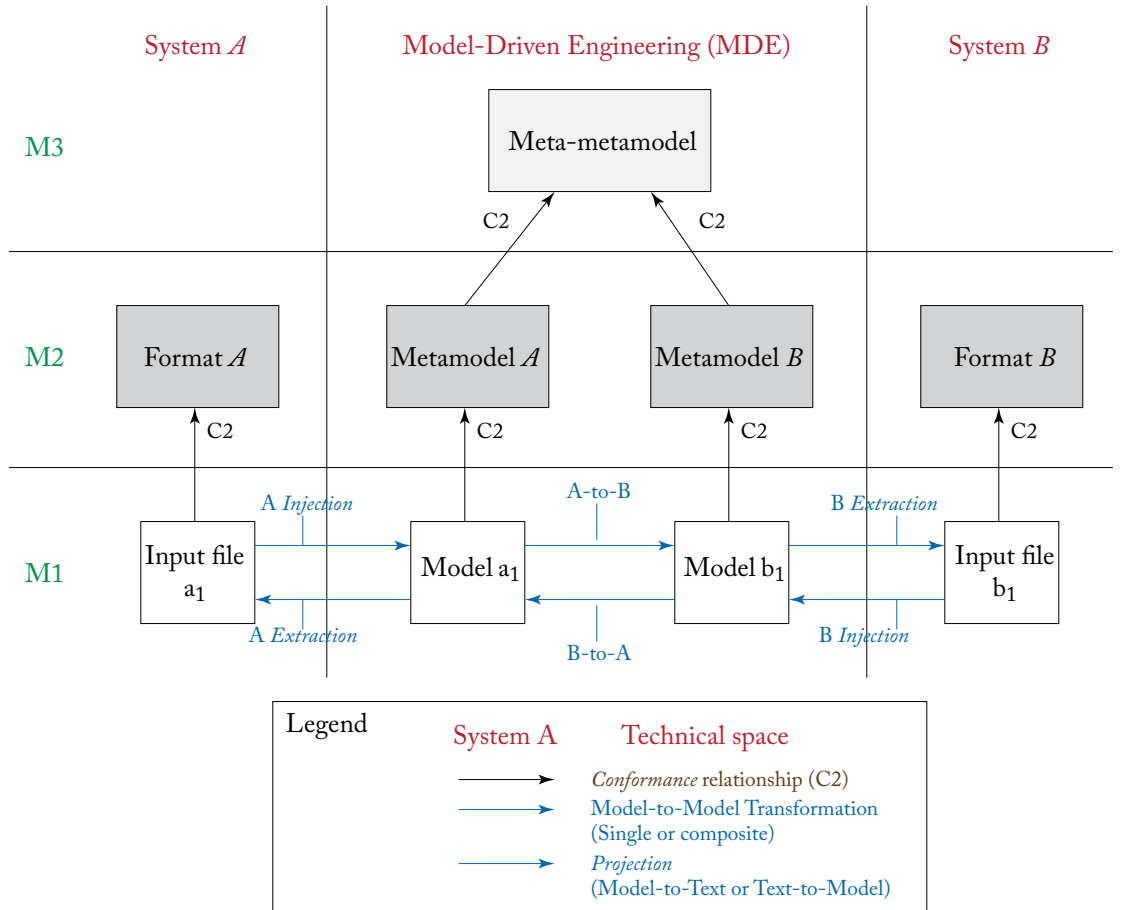 System A
Model-Driven Engineering (MDE)
System B
M3
Meta-metamodel
C2
C2
M2
Format A
Metamodel A
Metamodel B
Format B
C2
C2
C2
C2
M1
A Injection
A-to-B
B Extraction
Input file
a1
Model a1
Model b1
Input file
b1
A Extraction
B-to-A
B Injection
Legend
System A
Technical space
Conformance relationship (C2)
Model-to-Model Transformation
(Single or composite)
Projection
(Model-to-Text or Text-to-Model)